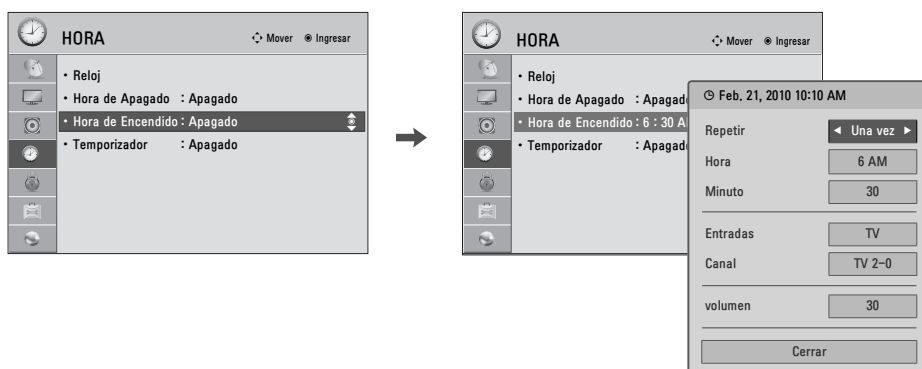 HORA
Mover Ingresar
• Reloj
• Hora de Apagado : Apagado
• Hora de Encendido : Apagado
• Temporizador : Apagado
HORA
Mover Ingresar
• Reloj
• Hora de Apagado : Apagad
• Hora de Encendido : 6 : 30 A
• Temporizador : Apagad
Feb. 21, 2010 10:10 AM
Repetir ◄ Una vez ►
Hora 6 AM
Minuto 30
Entradas TV
Canal TV 2-0
volumen 30
Cerrar